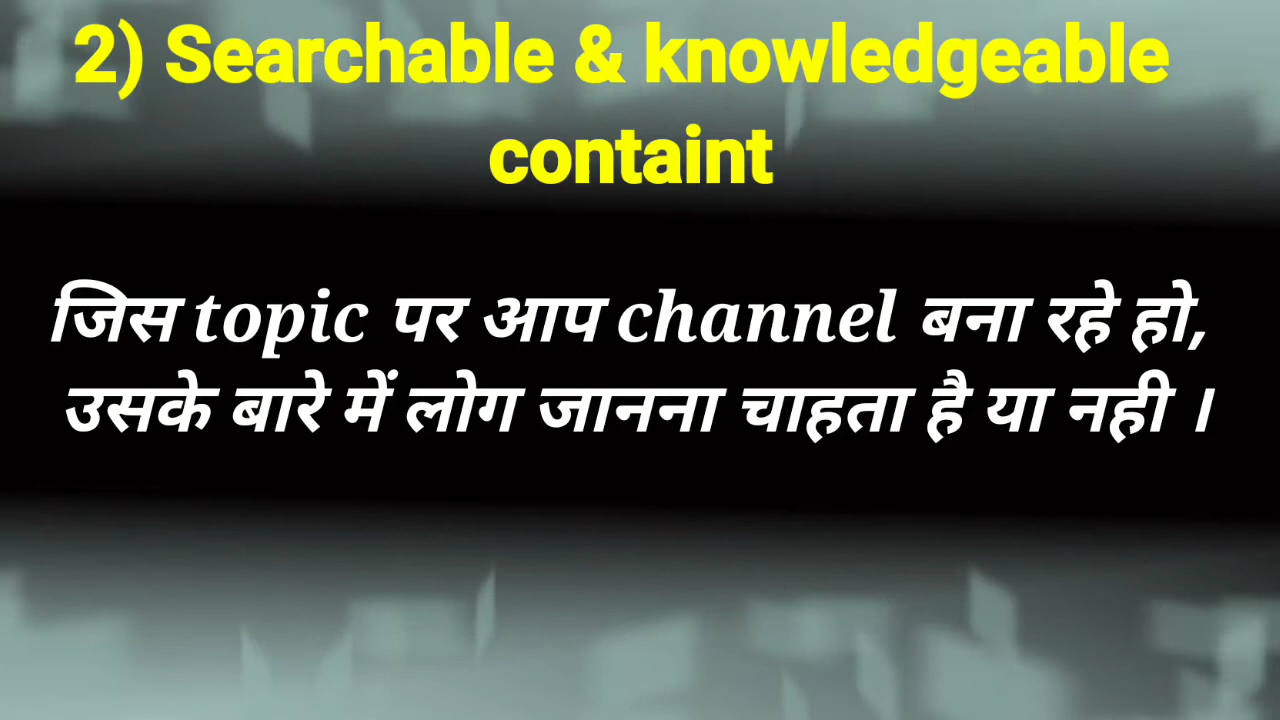 2) Searchable & knowledgeable
containt
जिस topic पर आप channel बना रहे हो,
उसके बारे में लोग जानना चाहता है या नही ।